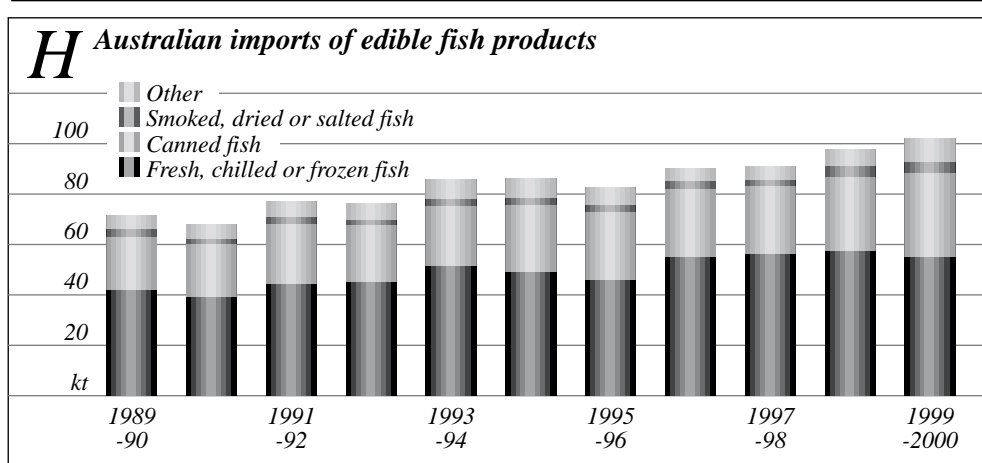 H Australian imports of edible fish products
Other
Smoked, dried or salted fish
Canned fish
Fresh, chilled or frozen fish
100
80
60
40
20
kt
1989 1991 1993 1995 1997 1999
-90 -92 -94 -96 -98 -2000